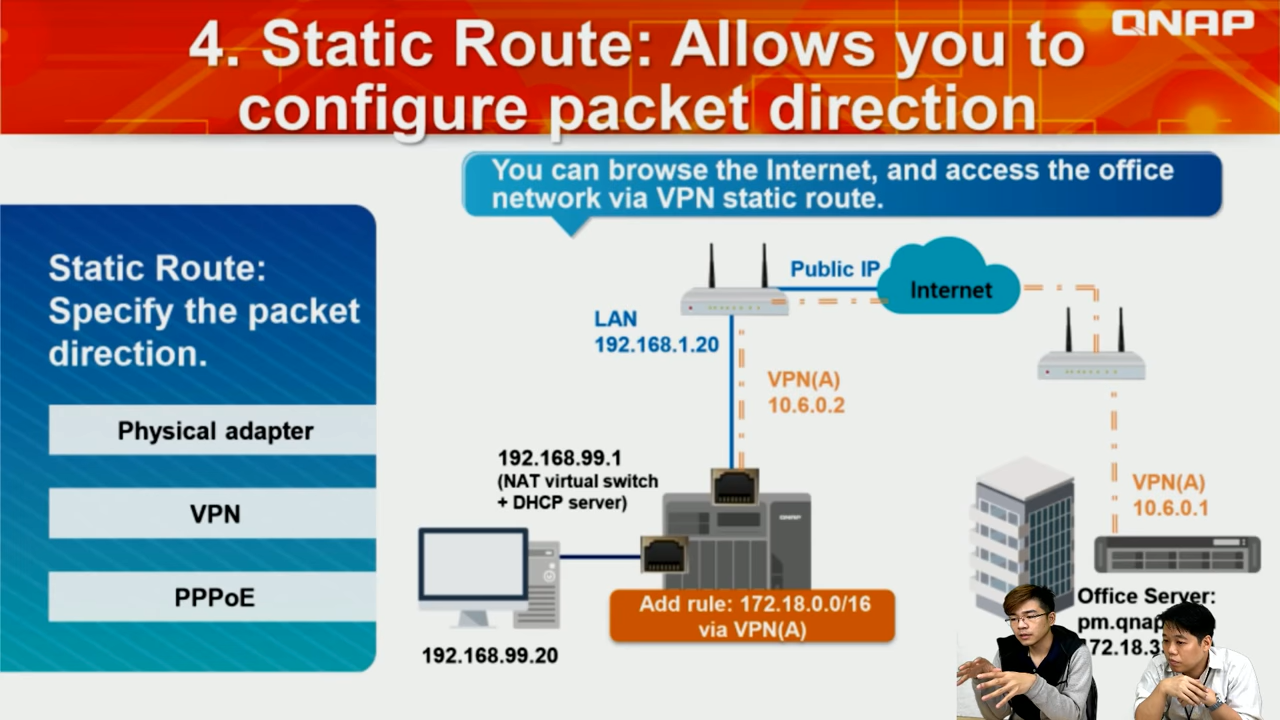 4. Static Route: Allows you to
configure packet direction
QNAP
You can browse the Internet, and access the office
network via VPN static route.
Static Route:
Specify the packet
direction.
Physical adapter
VPN
PPPoE
Public IP
Internet
LAN
192.168.1.20
VPN(A)
10.6.0.2
192.168.99.1
(NAT virtual switch
+ DHCP server)
QNAP
192.168.99.20
Add rule: 172.18.0.0/16
via VPN(A)
VPN(A)
10.6.0.1
Office Server: